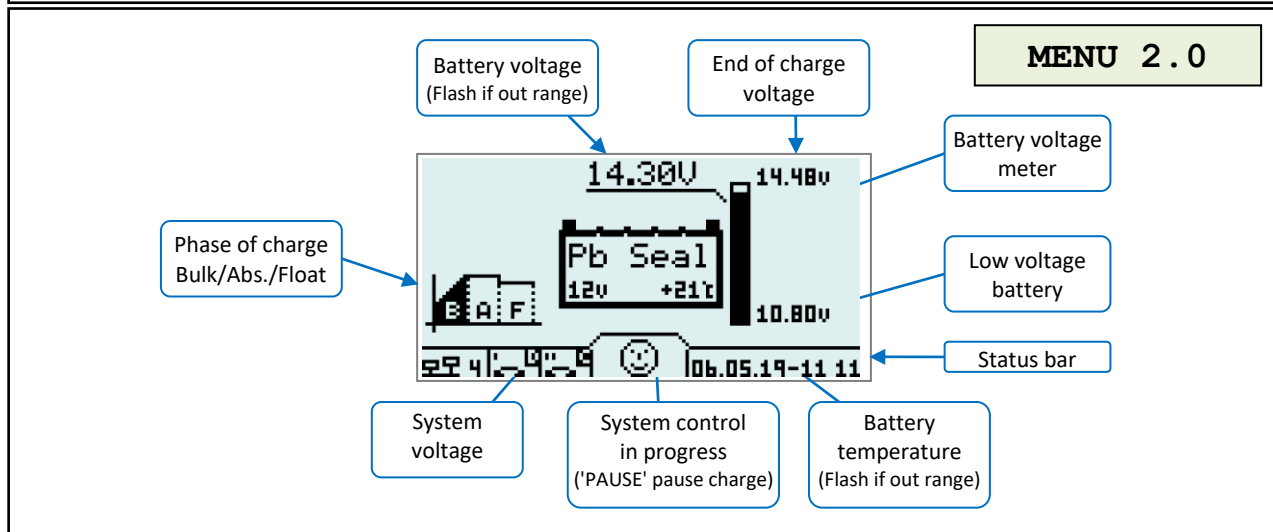 MENU 2.0
Battery voltage
(Flash if out range)
End of charge
voltage
Battery voltage
meter
14.30V
14.48v
Phase of charge
Bulk/Abs./Float
Pb Seal
12v +21℃
B A F
10.80v
Low voltage
battery
4
06.05.19-11 11
Status bar
System
voltage
System control
in progress
('PAUSE' pause charge)
Battery
temperature
(Flash if out range)